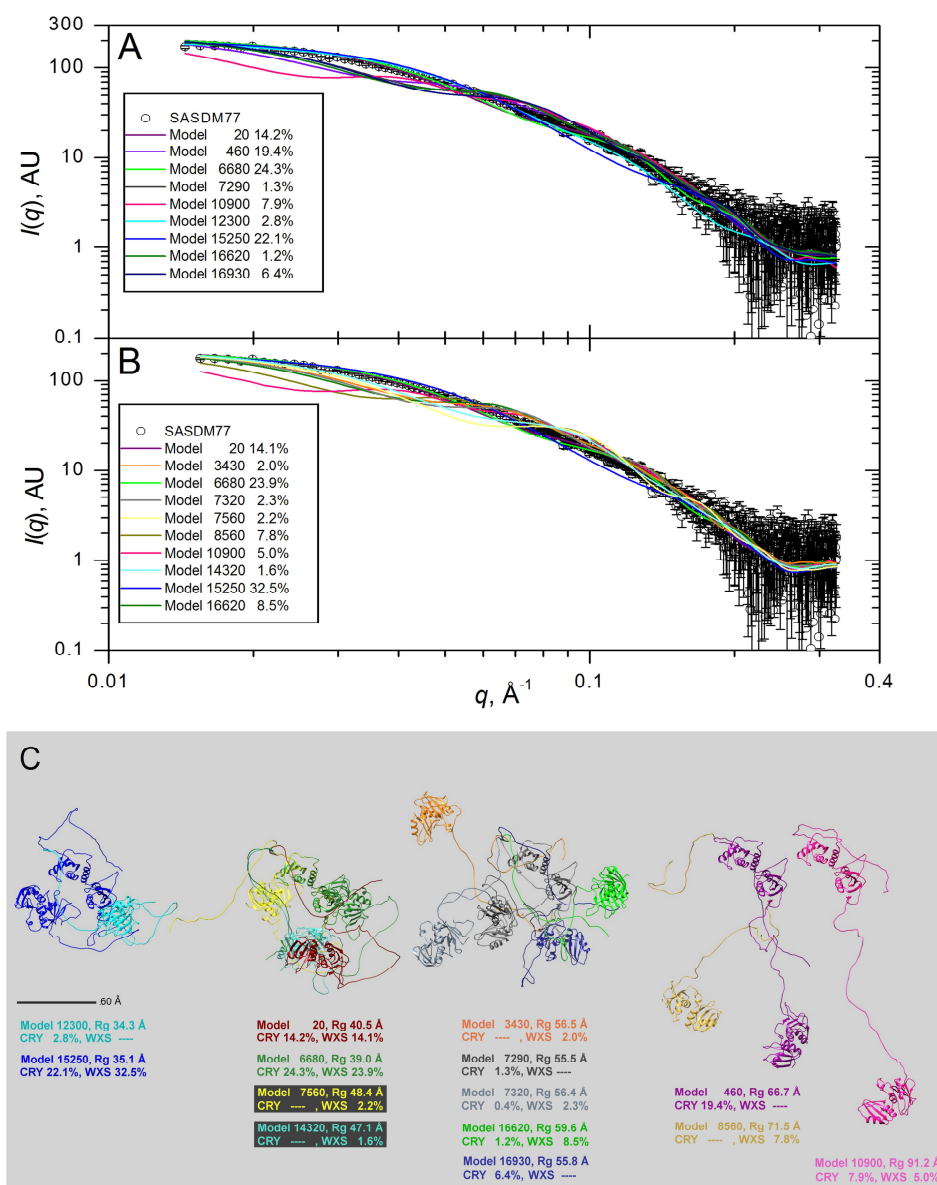 300
A
100
10
1
0.1
I(q), AU
SASDM77
Model 20 14.2%
Model 460 19.4%
Model 6680 24.3%
Model 7290 1.3%
Model 10900 7.9%
Model 12300 2.8%
Model 15250 22.1%
Model 16620 1.2%
Model 16930 6.4%
B
100
10
1
0.1
I(q), AU
SASDM77
Model 20 14.1%
Model 3430 2.0%
Model 6680 23.9%
Model 7320 2.3%
Model 7560 2.2%
Model 8560 7.8%
Model 10900 5.0%
Model 14320 1.6%
Model 15250 32.5%
Model 16620 8.5%
0.01 0.1 0.4
q, Å-1
C
60 Å
Model 12300, Rg 34.3 Å
CRY 2.8%, WXS ----
Model 15250, Rg 35.1 Å
CRY 22.1%, WXS 32.5%
Model 20, Rg 40.5 Å
CRY 14.2%, WXS 14.1%
Model 6680, Rg 39.0 Å
CRY 24.3%, WXS 23.9%
Model 7560, Rg 48.4 Å
CRY ---- , WXS 2.2%
Model 14320, Rg 47.1 Å
CRY ---- , WXS 1.6%
Model 3430, Rg 56.5 Å
CRY ---- , WXS 2.0%
Model 7290, Rg 55.5 Å
CRY 1.3%, WXS ----
Model 7320, Rg 56.4 Å
CRY 0.4%, WXS 2.3%
Model 16620, Rg 59.6 Å
CRY 1.2%, WXS 8.5%
Model 16930, Rg 55.8 Å
CRY 6.4%, WXS ----
Model 460, Rg 66.7 Å
CRY 19.4%, WXS ----
Model 8560, Rg 71.5 Å
CRY ---- , WXS 7.8%
Model 10900, Rg 91.2 Å
CRY 7.9%, WXS 5.0%